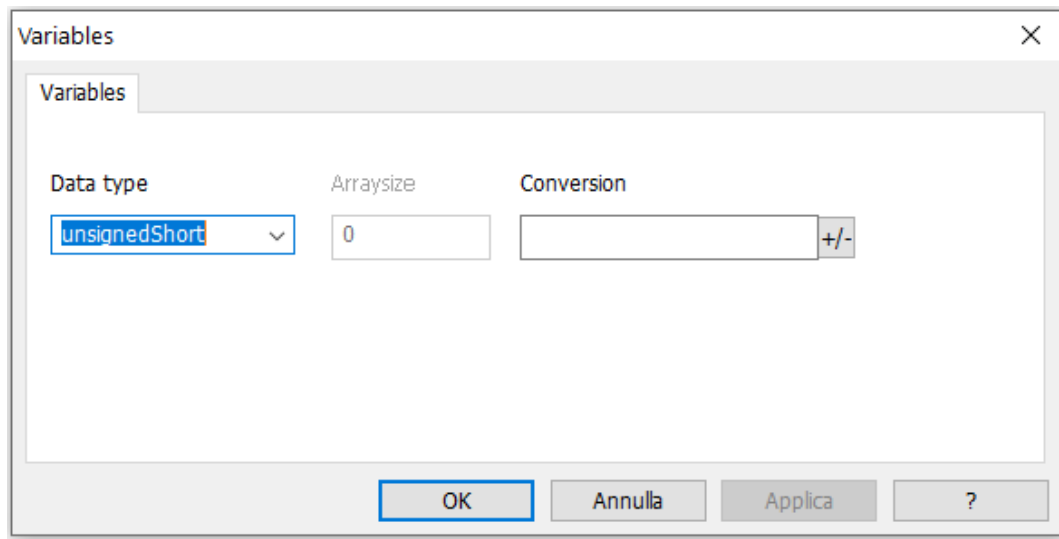 Variables
Variables
Data type Arraysize Conversion
unsignedShort 0 +/-
OK Annulla Applica ?